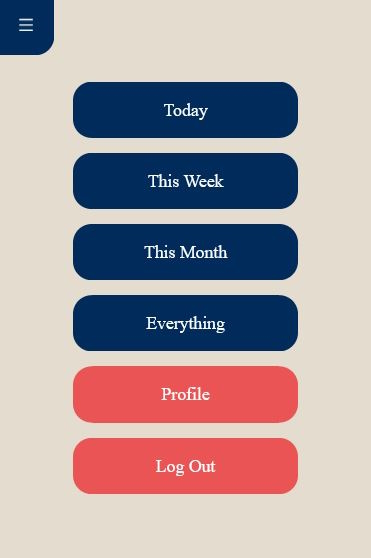 Today
This Week
This Month
Everything
Profile
Log Out